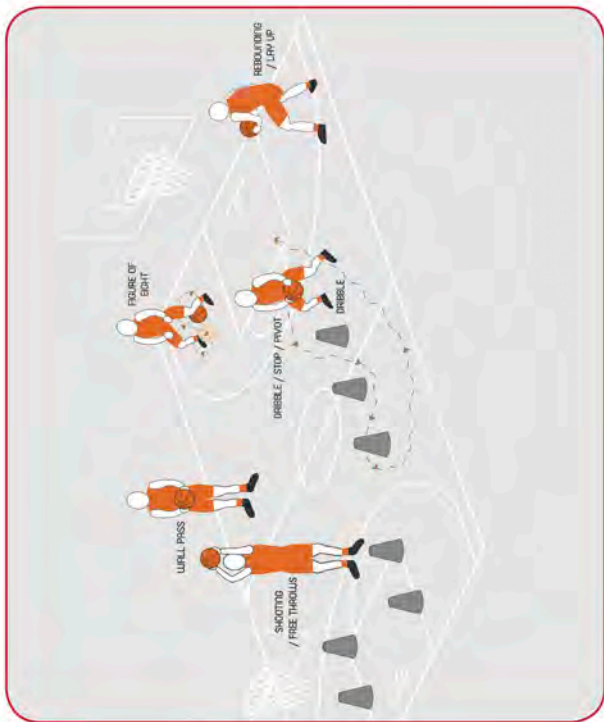 REBOUNDING
/ LAY UP
FIGURE OF
EIGHT
DRIBBLE / STOP / PIVOT
DRIBBLE
WALL PASS
SHOOTING
/ FREE THROWS